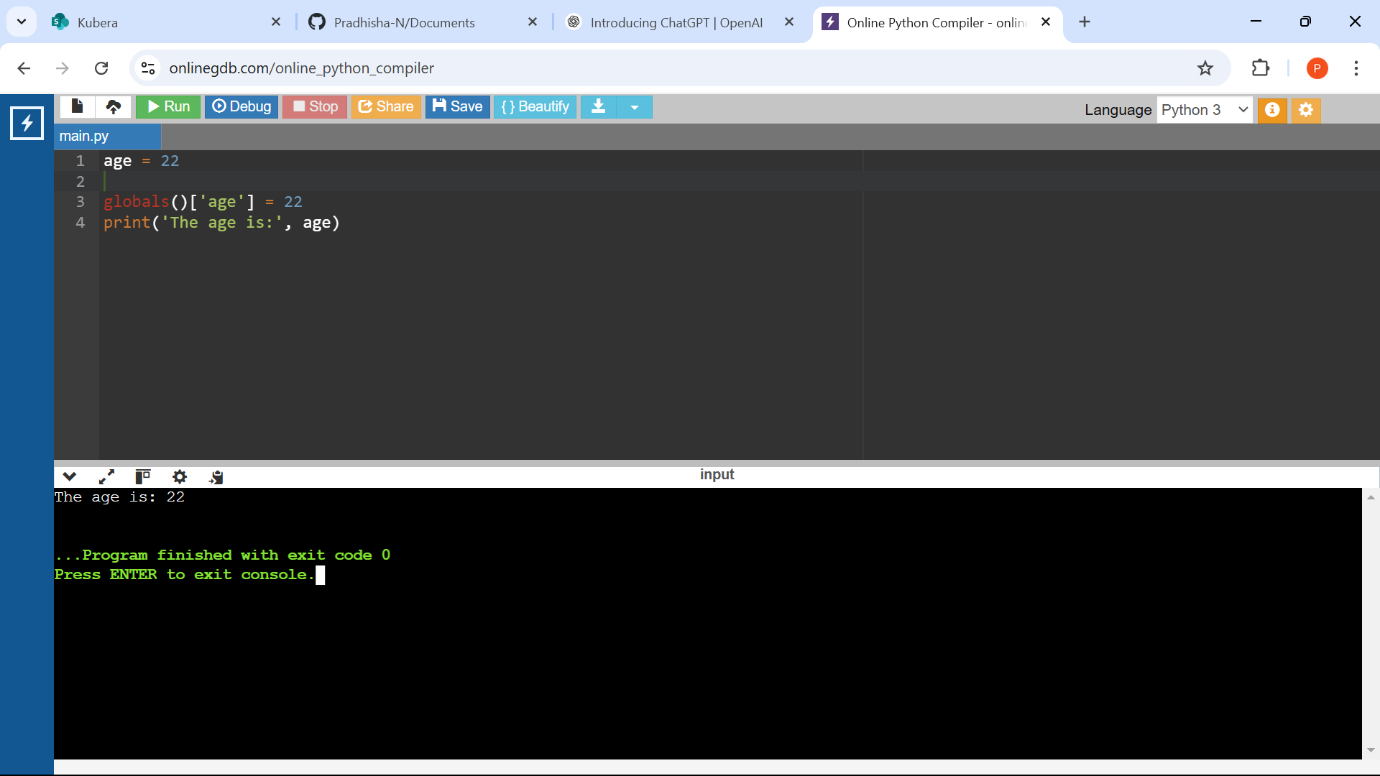 Kubera
Pradhisha-N/Documents
Introducing ChatGPT | OpenAI
Online Python Compiler - onlin
onlinegdb.com/online_python_compiler
P
Run
Debug
Stop
Share
Save
{ } Beautify
Language
Python 3
main.py
1 age = 22
2
3 globals()['age'] = 22
4 print('The age is:', age)
input
The age is: 22
...Program finished with exit code 0
Press ENTER to exit console.